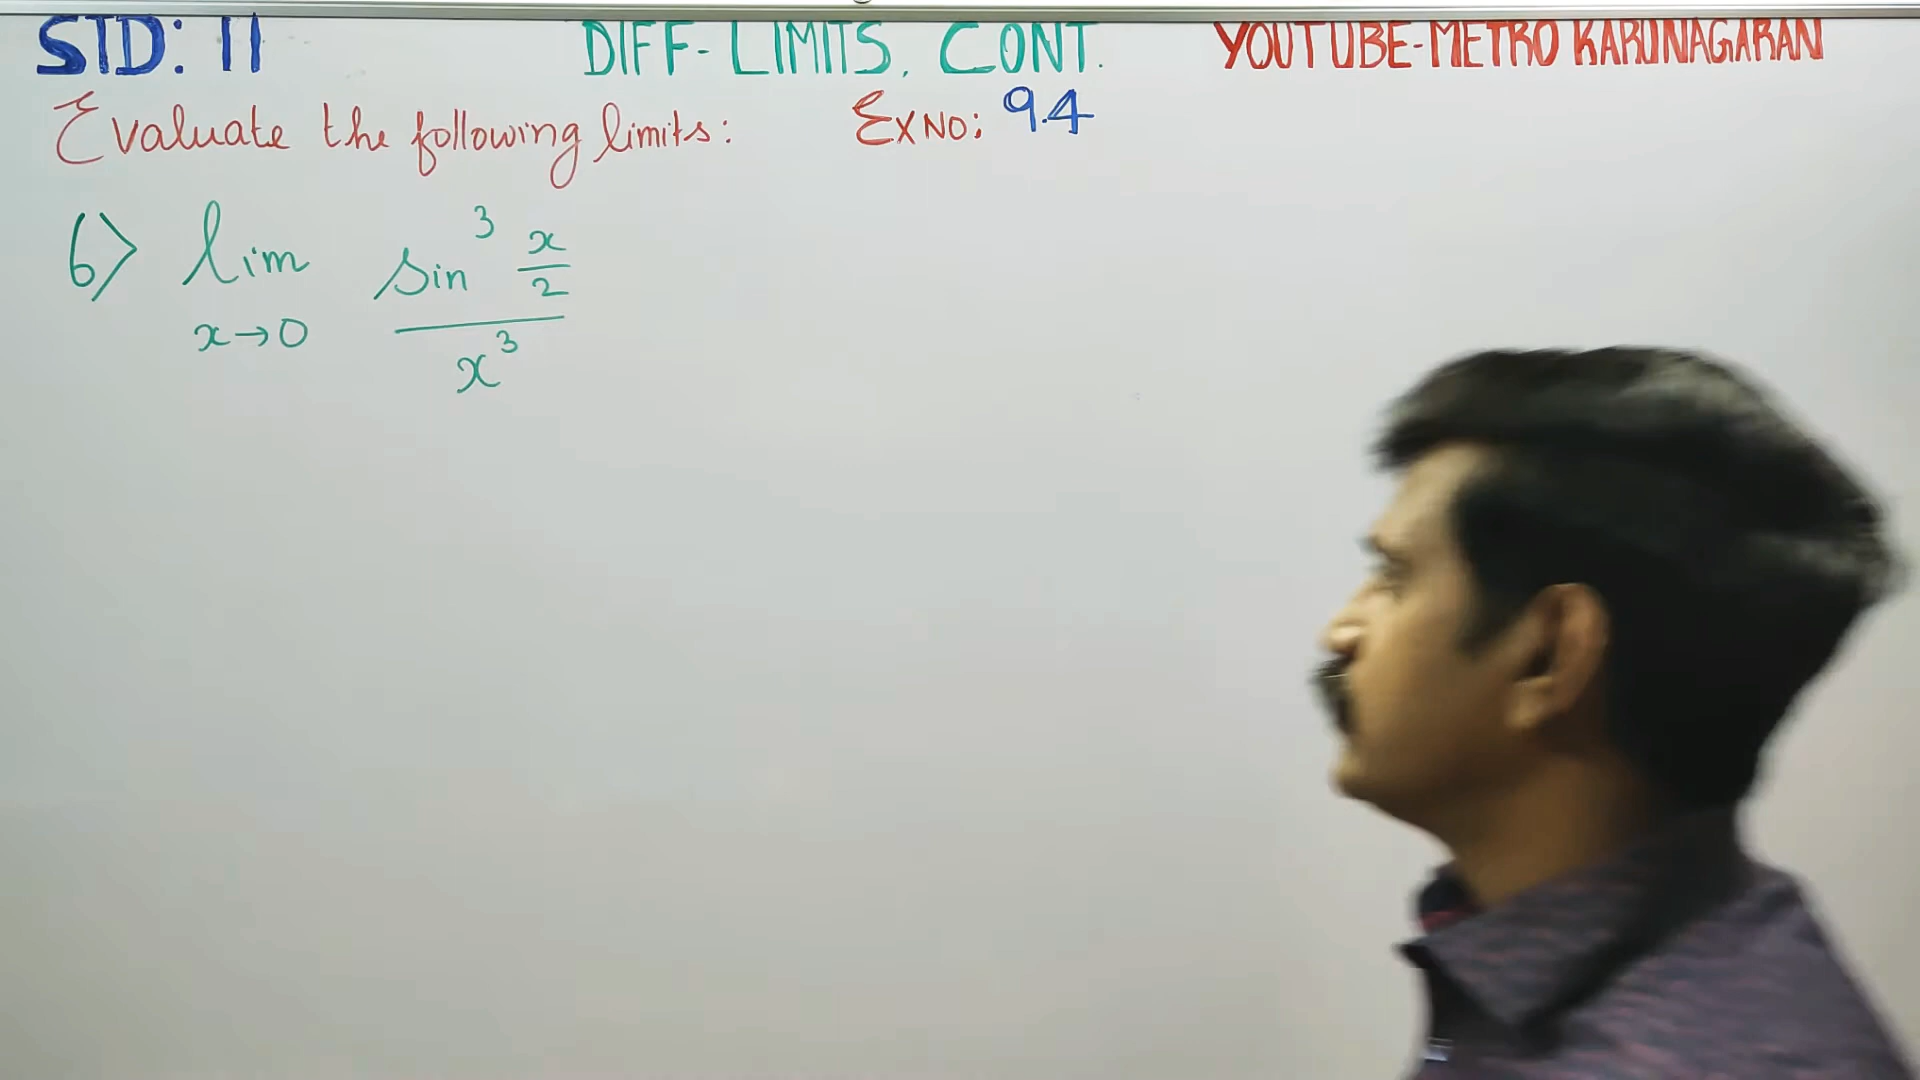 STD: 11 DIFF- LIMITS, CONT. YOUTUBE-METRO KARUNAGARAN
Evaluate the following limits: EX NO: 9.4
6) lim x→0 sin³ x/2 / x³